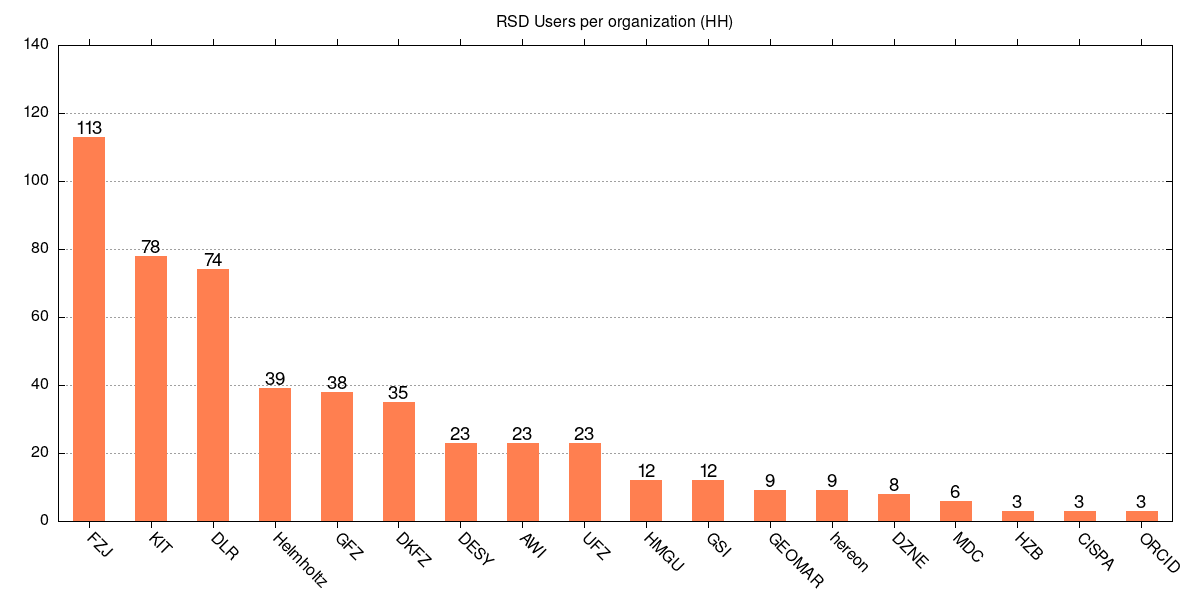 RSD Users per organization (HH)
140
120
100
80
60
40
20
0
113
78
74
39
38
35
23
23
23
12
12
9
9
8
6
3
3
3
FZJ
KIT
DLR
Helmholtz
GFZ
DKFZ
DESY
AWI
UFZ
HMGU
GSI
GEOMAR
hereon
DZNE
MDC
HZB
CISPA
ORCID